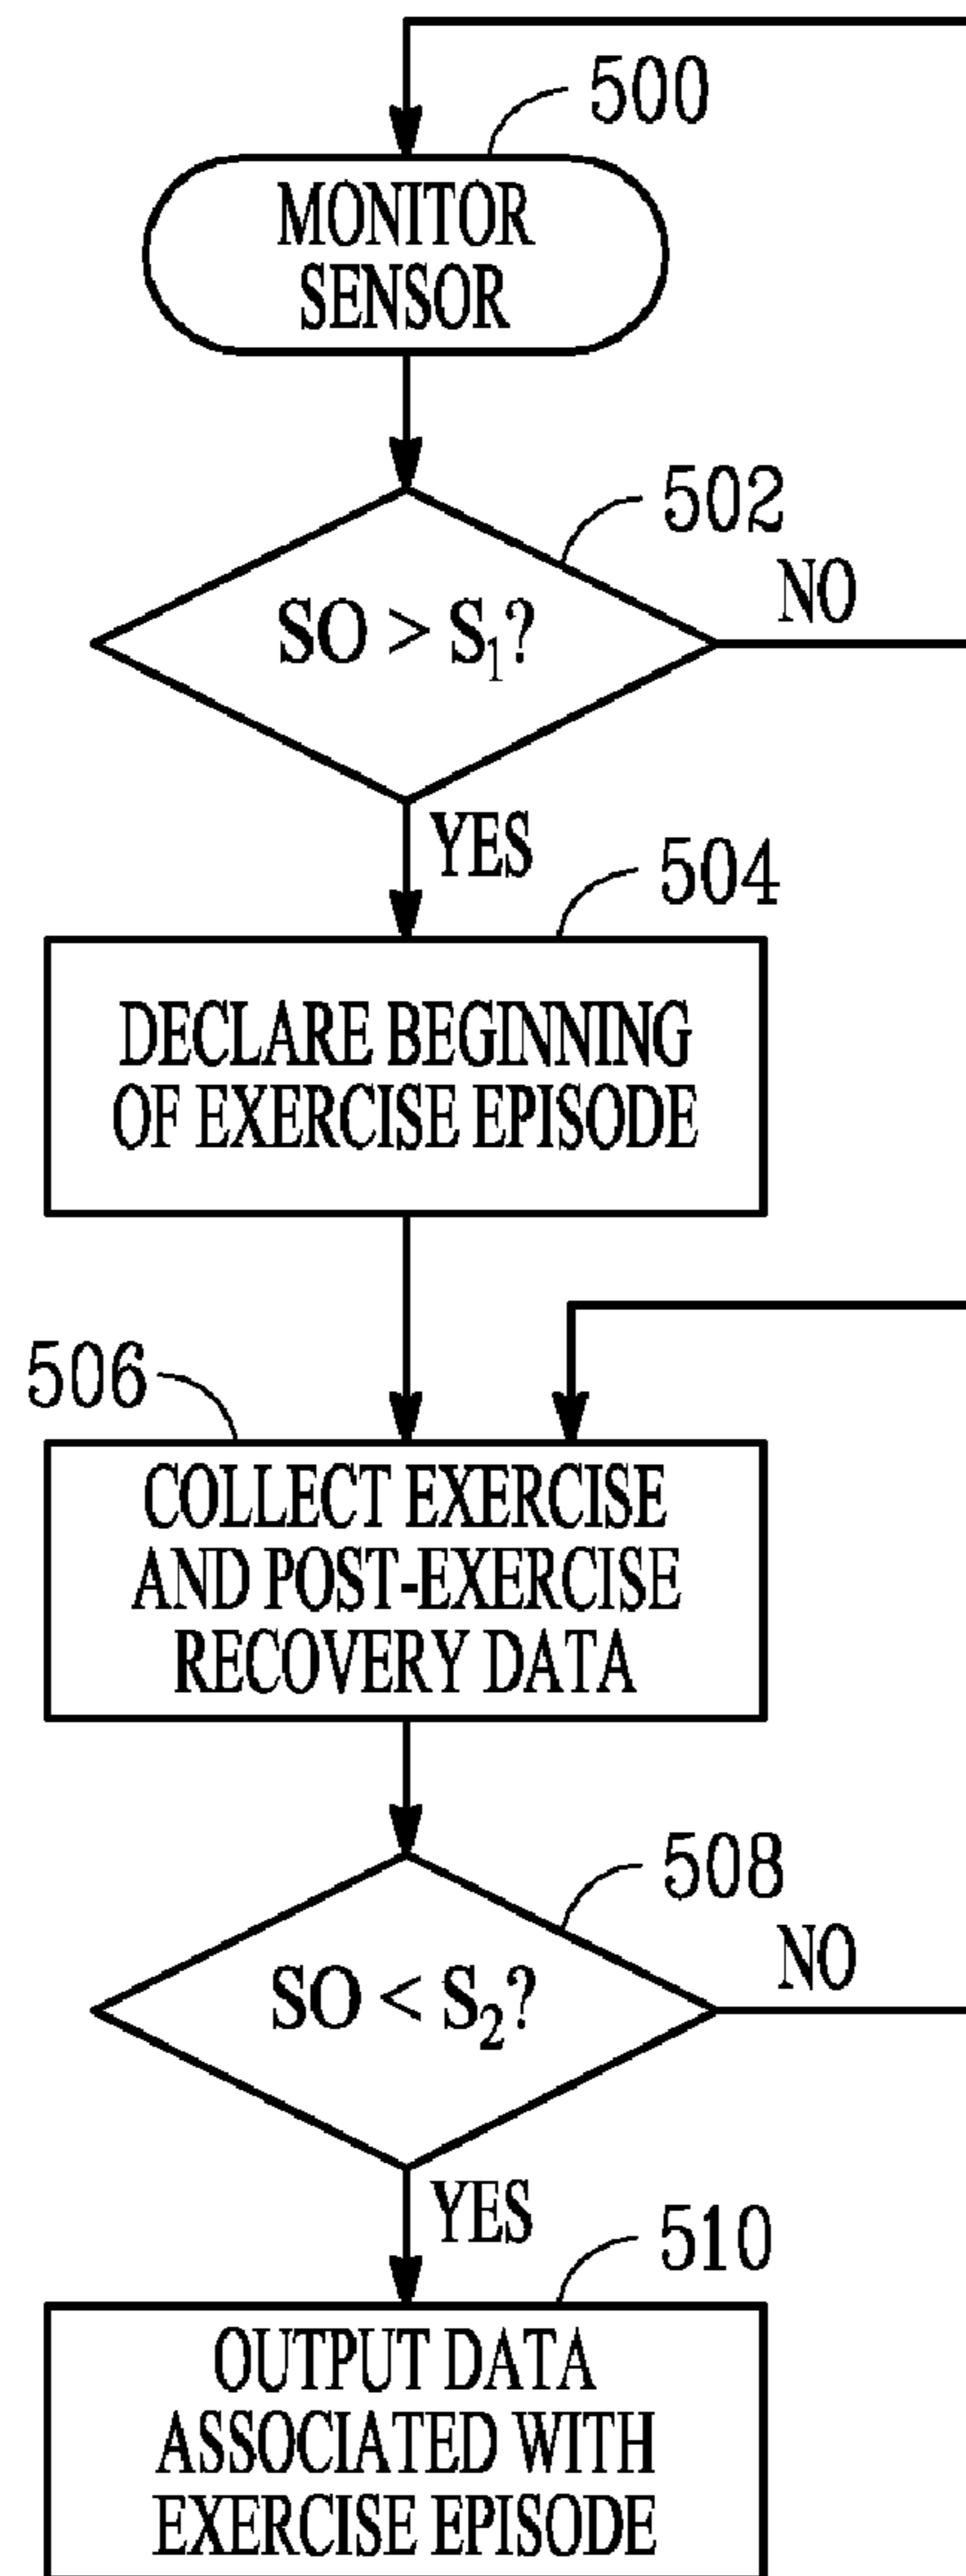 500
MONITOR
SENSOR
502
SO > S₁?
NO
YES
504
DECLARE BEGINNING
OF EXERCISE EPISODE
506
COLLECT EXERCISE
AND POST-EXERCISE
RECOVERY DATA
508
SO < S₂?
NO
YES
510
OUTPUT DATA
ASSOCIATED WITH
EXERCISE EPISODE